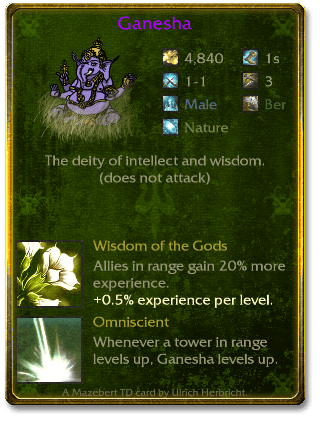 Ganesha
4,840
1s
1-1
3
Male
Ber
Nature
The deity of intellect and wisdom.
(does not attack)
Wisdom of the Gods
Allies in range gain 20% more
experience.
+0.5% experience per level.
Omniscient
Whenever a tower in range
levels up, Ganesha levels up.
A Mazebert TD card by Ulrich Herbricht.